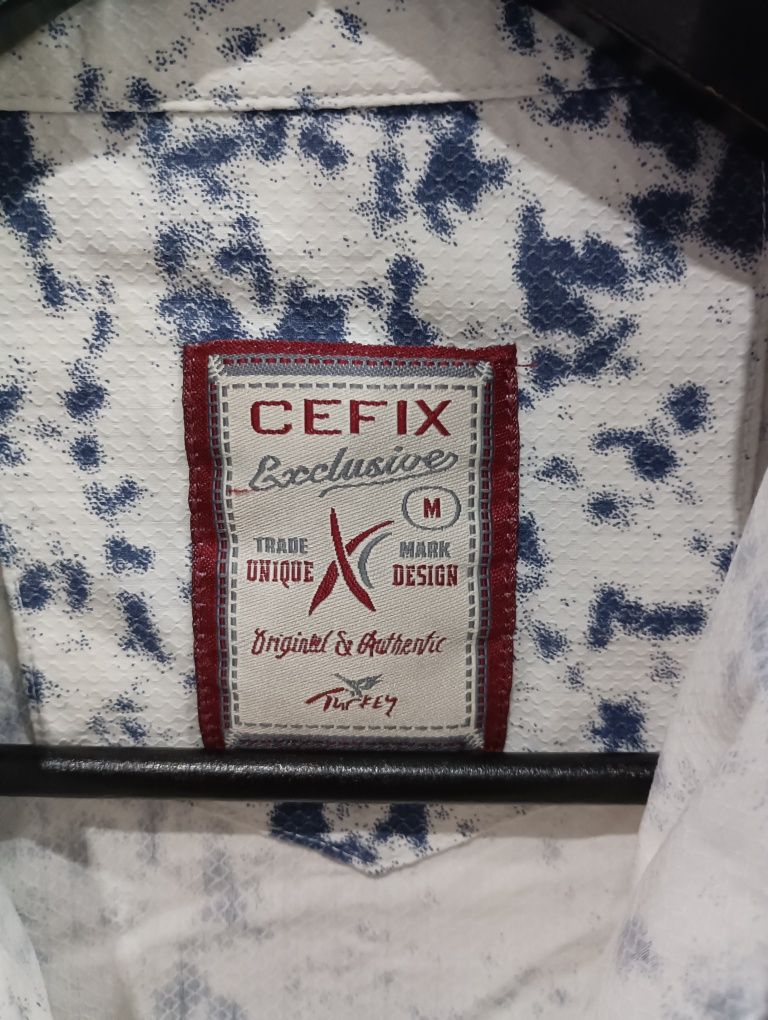 CEFIX
Exclusive
M
TRADE MARK
UNIQUE DESIGN
Original & Authentic
TURKEY